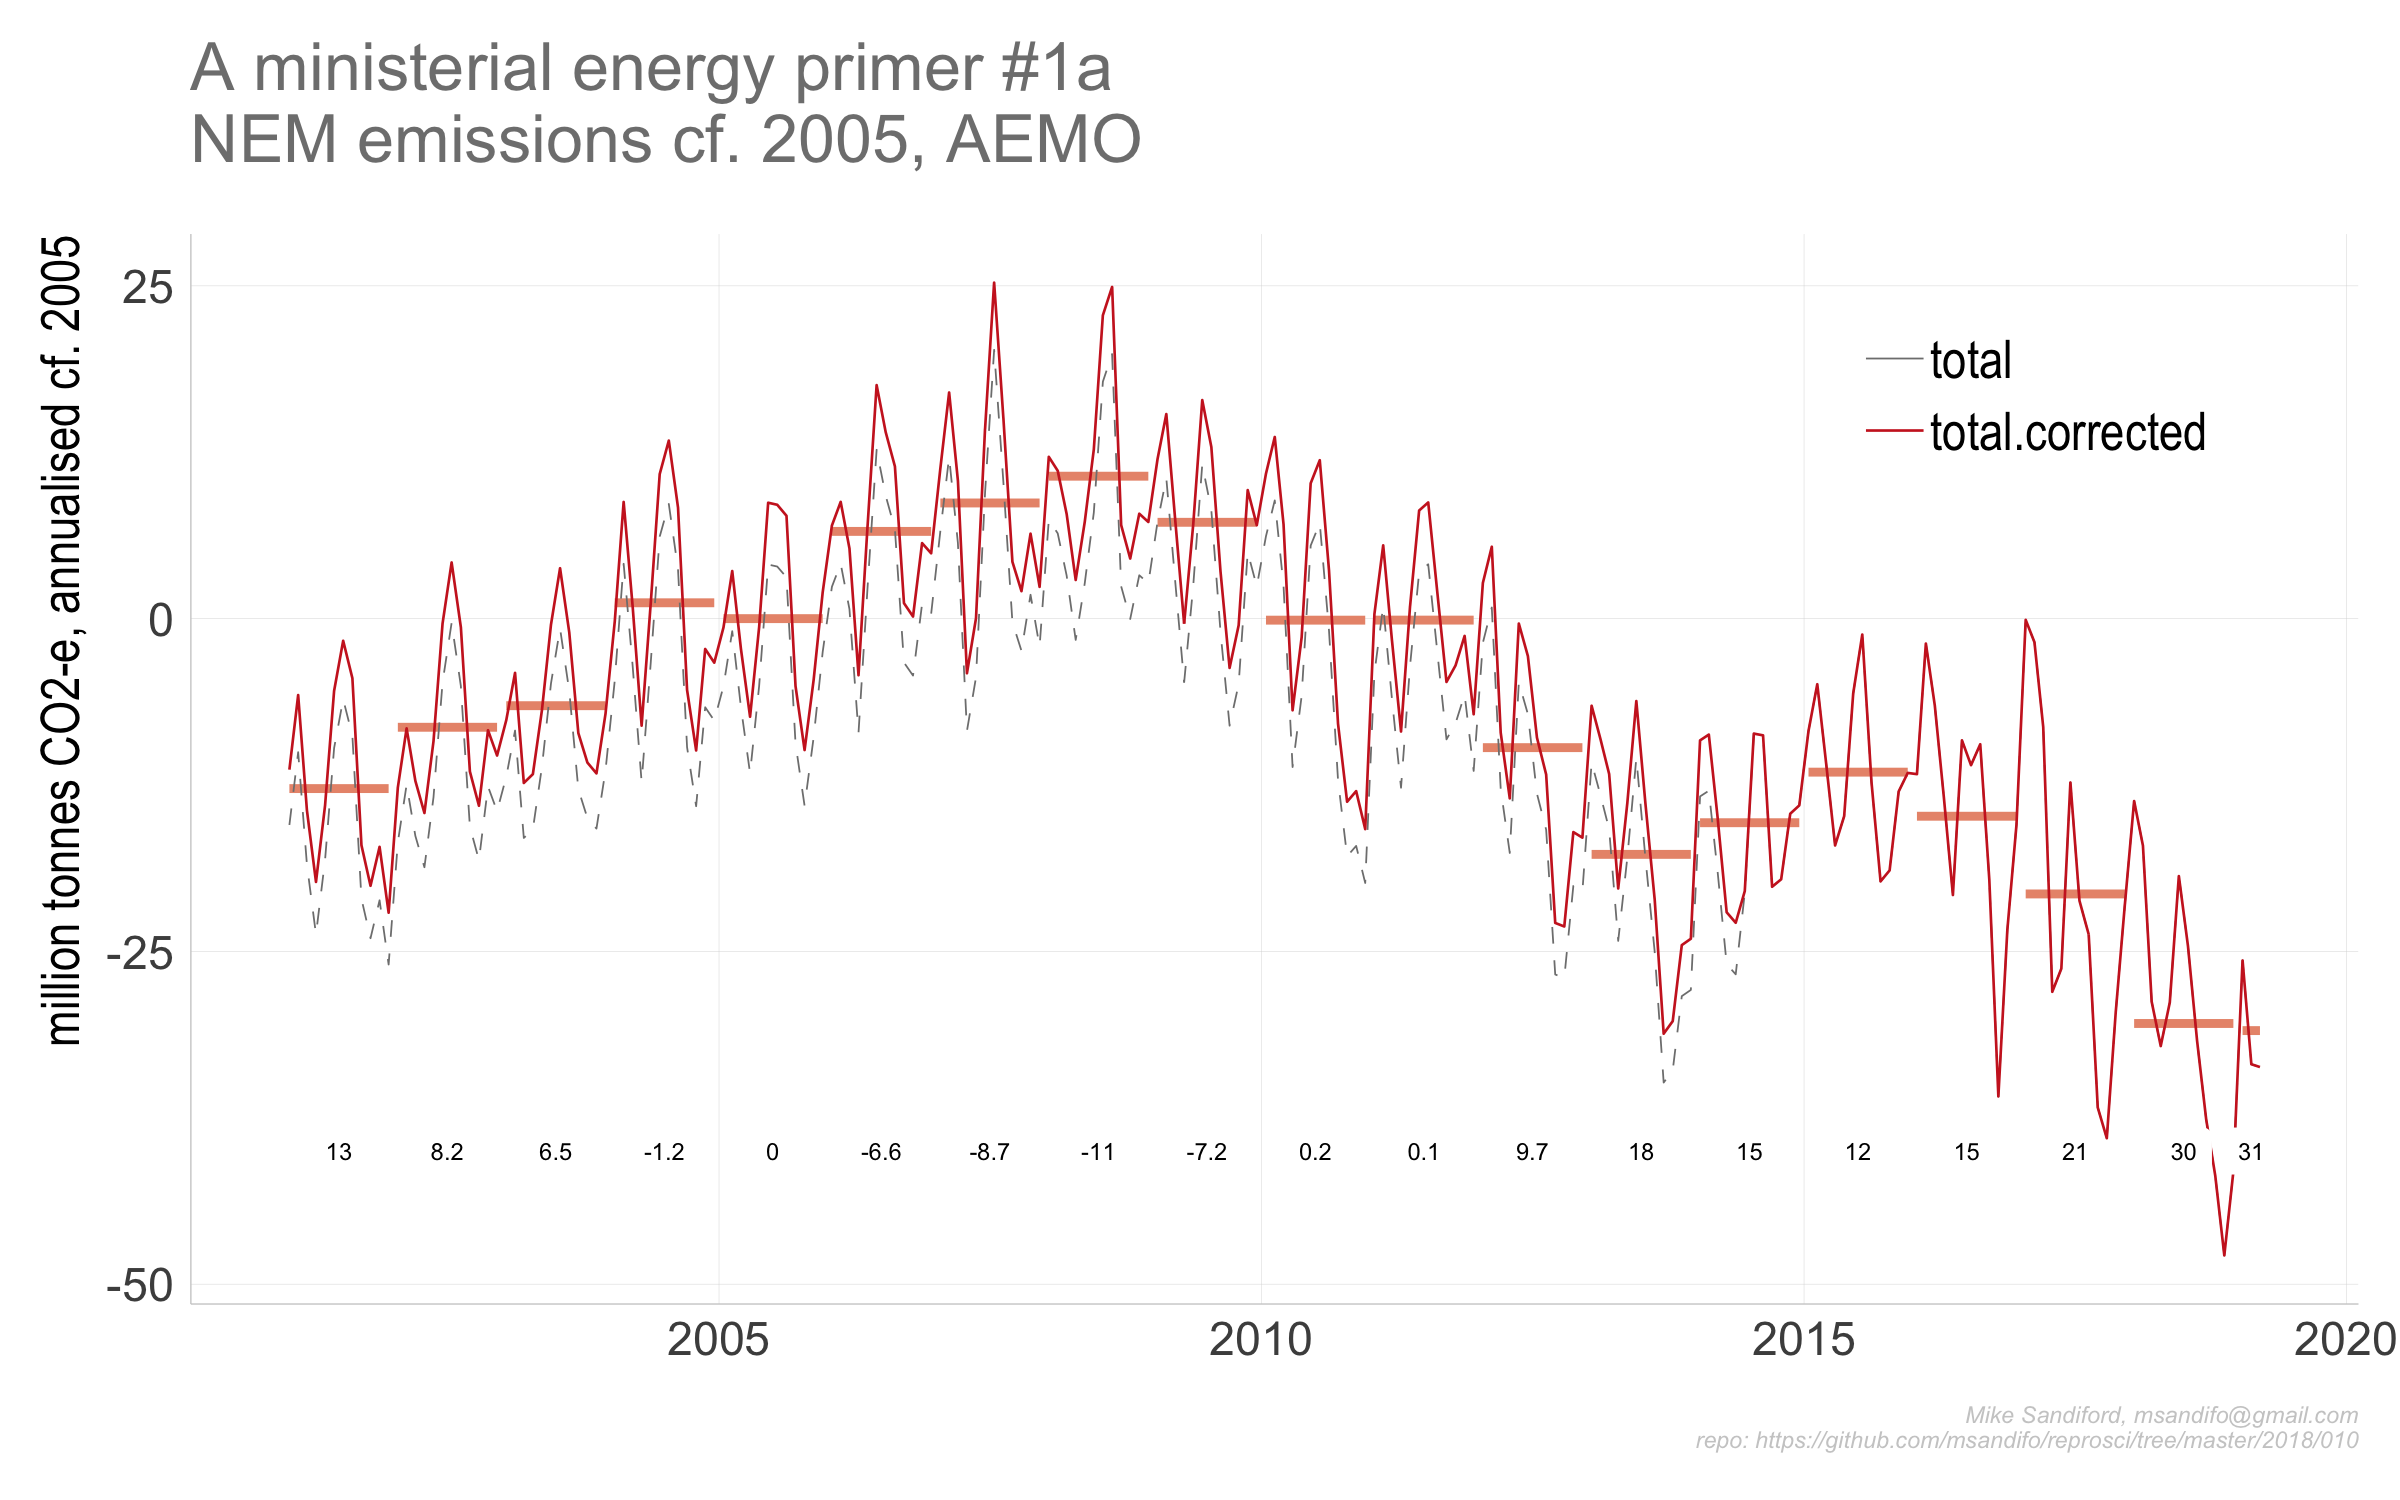 A ministerial energy primer #1a
NEM emissions cf. 2005, AEMO
million tonnes CO2-e, annualised cf. 2005
25
0
-25
-50
total
total.corrected
13 8.2 6.5 -1.2 0 -6.6 -8.7 -11 -7.2 0.2 0.1 9.7 18 15 12 15 21 30 31
2005 2010 2015 2020
Mike Sandiford, msandifo@gmail.com
repo: https://github.com/msandifo/reprosci/tree/master/2018/010